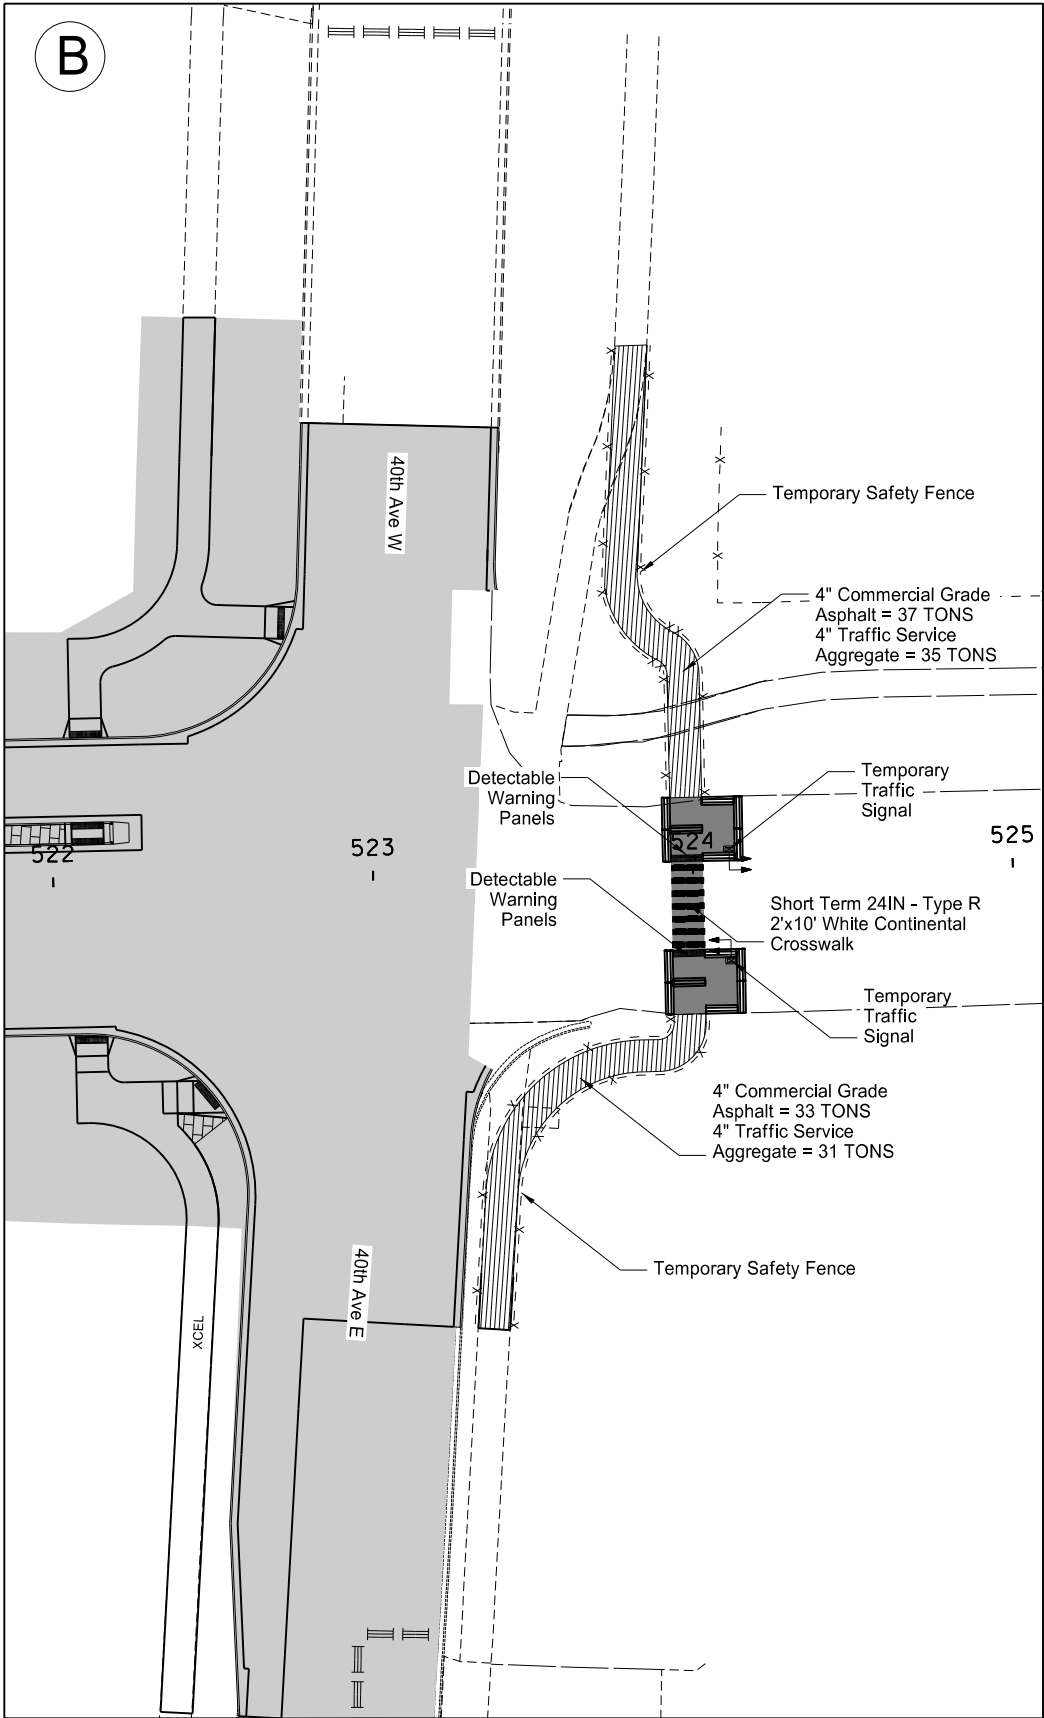 B
40th Ave W
Temporary Safety Fence
4" Commercial Grade
Asphalt = 37 TONS
4" Traffic Service
Aggregate = 35 TONS
Detectable
Warning
Panels
Temporary
Traffic
Signal
522
523
524
525
Detectable
Warning
Panels
Short Term 24IN - Type R
2'x10' White Continental
Crosswalk
Temporary
Traffic
Signal
4" Commercial Grade
Asphalt = 33 TONS
4" Traffic Service
Aggregate = 31 TONS
Temporary Safety Fence
40th Ave E
XCEL